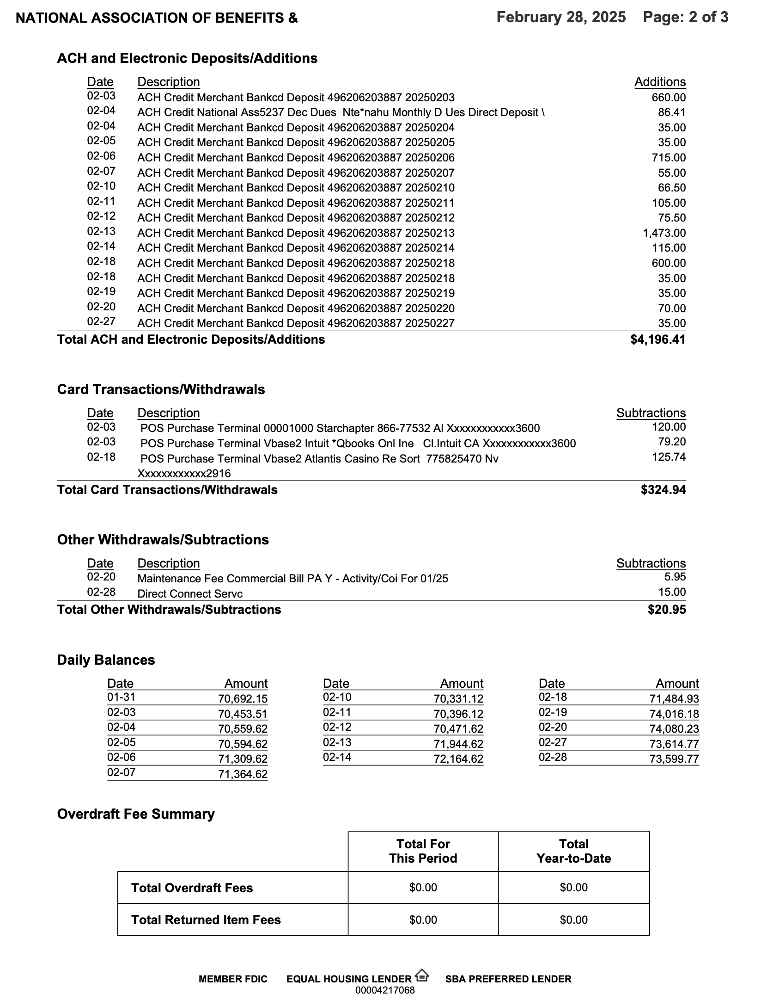 NATIONAL ASSOCIATION OF BENEFITS & February 28, 2025 Page: 2 of 3
ACH and Electronic Deposits/Additions
Date Description Additions
02-03 ACH Credit Merchant Bankcd Deposit 496206203887 20250203 660.00
02-04 ACH Credit National Ass5237 Dec Dues Nte*nahu Monthly D Ues Direct Deposit \ 86.41
02-04 ACH Credit Merchant Bankcd Deposit 496206203887 20250204 35.00
02-05 ACH Credit Merchant Bankcd Deposit 496206203887 20250205 35.00
02-06 ACH Credit Merchant Bankcd Deposit 496206203887 20250206 715.00
02-07 ACH Credit Merchant Bankcd Deposit 496206203887 20250207 55.00
02-10 ACH Credit Merchant Bankcd Deposit 496206203887 20250210 66.50
02-11 ACH Credit Merchant Bankcd Deposit 496206203887 20250211 105.00
02-12 ACH Credit Merchant Bankcd Deposit 496206203887 20250212 75.50
02-13 ACH Credit Merchant Bankcd Deposit 496206203887 20250213 1,473.00
02-14 ACH Credit Merchant Bankcd Deposit 496206203887 20250214 115.00
02-18 ACH Credit Merchant Bankcd Deposit 496206203887 20250218 600.00
02-18 ACH Credit Merchant Bankcd Deposit 496206203887 20250218 35.00
02-19 ACH Credit Merchant Bankcd Deposit 496206203887 20250219 35.00
02-20 ACH Credit Merchant Bankcd Deposit 496206203887 20250220 70.00
02-27 ACH Credit Merchant Bankcd Deposit 496206203887 20250227 35.00
Total ACH and Electronic Deposits/Additions $4,196.41
Card Transactions/Withdrawals
Date Description Subtractions
02-03 POS Purchase Terminal 00001000 Starchapter 866-77532 Al Xxxxxxxxxxxx3600 120.00
02-03 POS Purchase Terminal Vbase2 Intuit *Qbooks Onl Ine Cl.Intuit CA Xxxxxxxxxxxx3600 79.20
02-18 POS Purchase Terminal Vbase2 Atlantis Casino Re Sort 775825470 Nv 125.74
Xxxxxxxxxxxx2916
Total Card Transactions/Withdrawals $324.94
Other Withdrawals/Subtractions
Date Description Subtractions
02-20 Maintenance Fee Commercial Bill PA Y - Activity/Coi For 01/25 5.95
02-28 Direct Connect Servc 15.00
Total Other Withdrawals/Subtractions $20.95
Daily Balances
Date Amount Date Amount Date Amount
01-31 70,692.15 02-10 70,331.12 02-18 71,484.93
02-03 70,453.51 02-11 70,396.12 02-19 74,016.18
02-04 70,559.62 02-12 70,471.62 02-20 74,080.23
02-05 70,594.62 02-13 71,944.62 02-27 73,614.77
02-06 71,309.62 02-14 72,164.62 02-28 73,599.77
02-07 71,364.62
Overdraft Fee Summary
Total For Total
This Period Year-to-Date
Total Overdraft Fees $0.00 $0.00
Total Returned Item Fees $0.00 $0.00
MEMBER FDIC EQUAL HOUSING LENDER SBA PREFERRED LENDER
00004217068